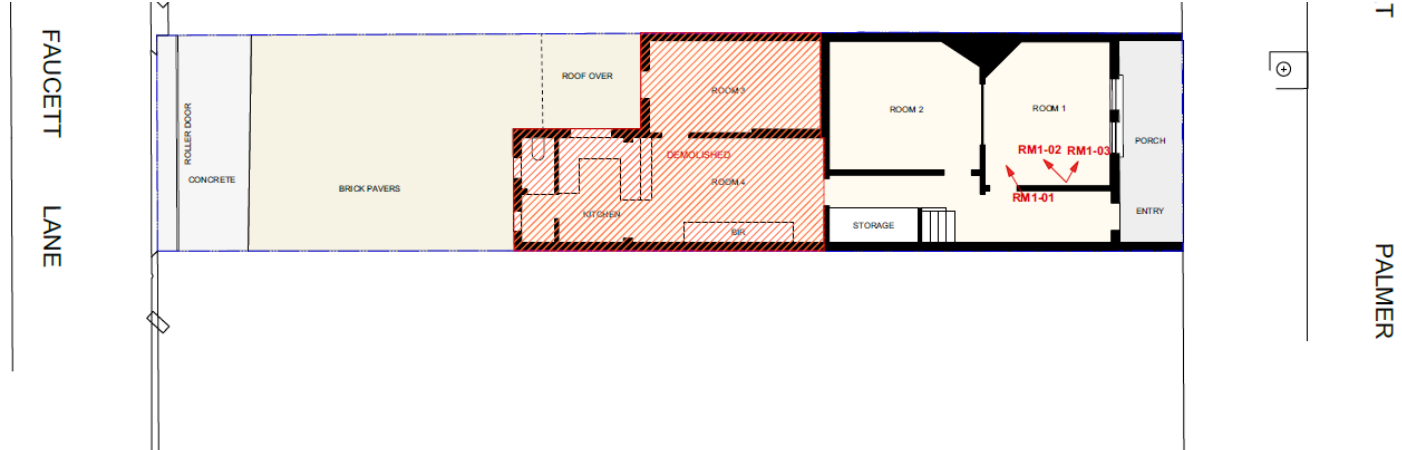 FAUCETT
LANE
ROLLER DOOR
CONCRETE
BRICK PAVERS
ROOF OVER
ROOM 3
DEMOLISHED
ROOM 4
KITCHEN
BIR
ROOM 2
ROOM 1
RM1-02
RM1-03
RM1-01
STORAGE
PORCH
ENTRY
T
PALMER